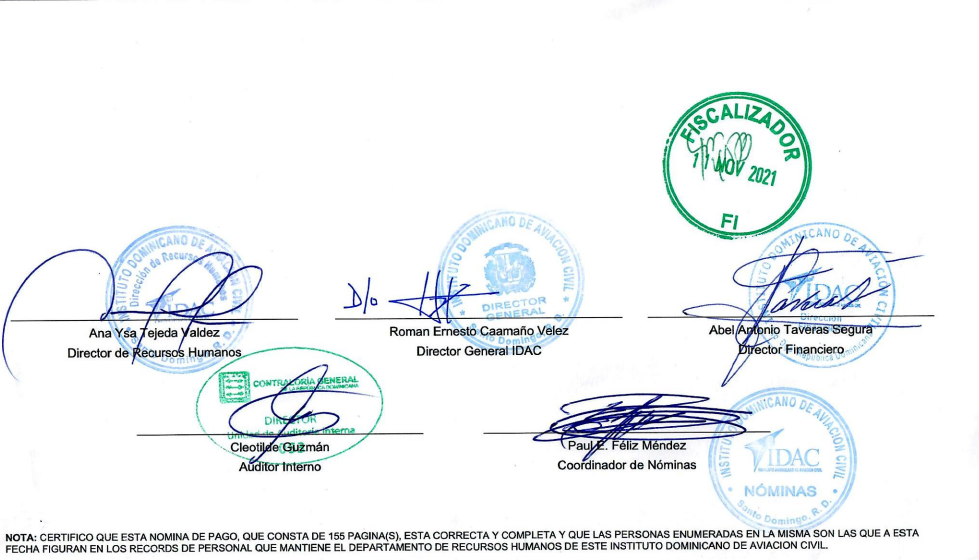 FISCALIZADOR
NOV 2021
FI
INSTITUTO DOMINICANO DE AVIACION CIVIL
Dirección de Recursos Humanos
IDAC
Santo Domingo, R. D.
Ana Ysa Tejeda Valdez
Director de Recursos Humanos
INSTITUTO DOMINICANO DE AVIACION CIVIL
DIRECTOR
GENERAL
Santo Domingo, R. D.
D/o
Roman Ernesto Caamaño Vélez
Director General IDAC
INSTITUTO DOMINICANO DE AVIACION CIVIL
IDAC
Dirección
República Dominicana
Abel Antonio Taveras Segura
Director Financiero
CONTRALORÍA GENERAL
DE LA REPÚBLICA DOMINICANA
DIRECTOR
Unidad de Auditoría Interna
Cleotilde Guzmán
Auditor Interno
Paul E. Féliz Méndez
Coordinador de Nóminas
INSTITUTO DOMINICANO DE AVIACION CIVIL
IDAC
NÓMINAS
Santo Domingo, R. D.
NOTA: CERTIFICO QUE ESTA NOMINA DE PAGO, QUE CONSTA DE 155 PAGINA(S), ESTA CORRECTA Y COMPLETA Y QUE LAS PERSONAS ENUMERADAS EN LA MISMA SON LAS QUE A ESTA
FECHA FIGURAN EN LOS RECORDS DE PERSONAL QUE MANTIENE EL DEPARTAMENTO DE RECURSOS HUMANOS DE ESTE INSTITUTO DOMINICANO DE AVIACION CIVIL.